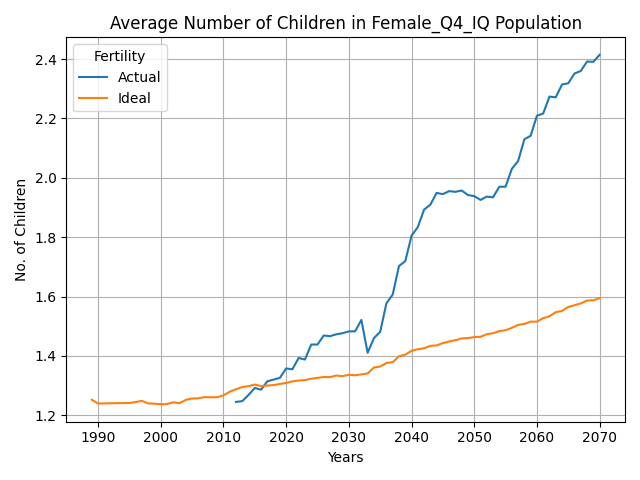 Average Number of Children in Female_Q4_IQ Population
Fertility
Actual
Ideal
2.4
2.2
2.0
1.8
1.6
1.4
1.2
No. of Children
1990 2000 2010 2020 2030 2040 2050 2060 2070
Years